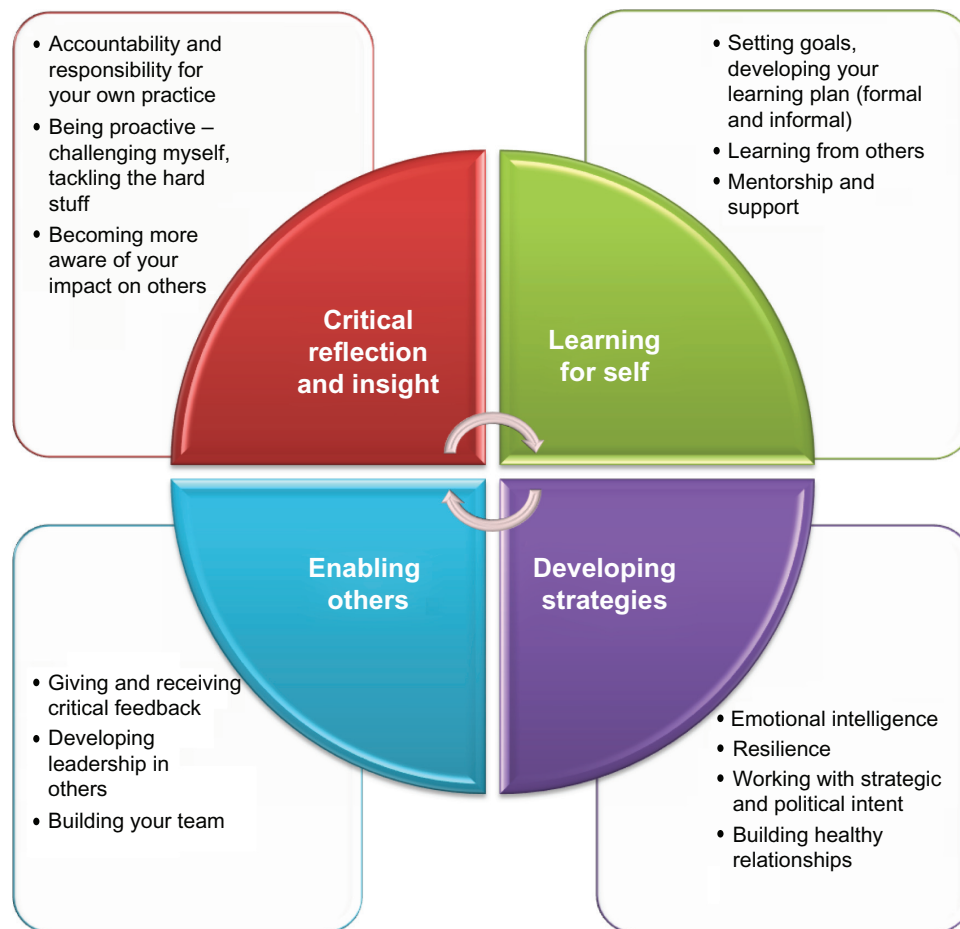 • Accountability and
responsibility for
your own practice
• Being proactive –
challenging myself,
tackling the hard
stuff
• Becoming more
aware of your
impact on others
• Setting goals,
developing your
learning plan (formal
and informal)
• Learning from others
• Mentorship and
support
Critical
reflection
and insight
Learning
for self
Enabling
others
Developing
strategies
• Giving and receiving
critical feedback
• Developing
leadership in
others
• Building your team
• Emotional intelligence
• Resilience
• Working with strategic
and political intent
• Building healthy
relationships